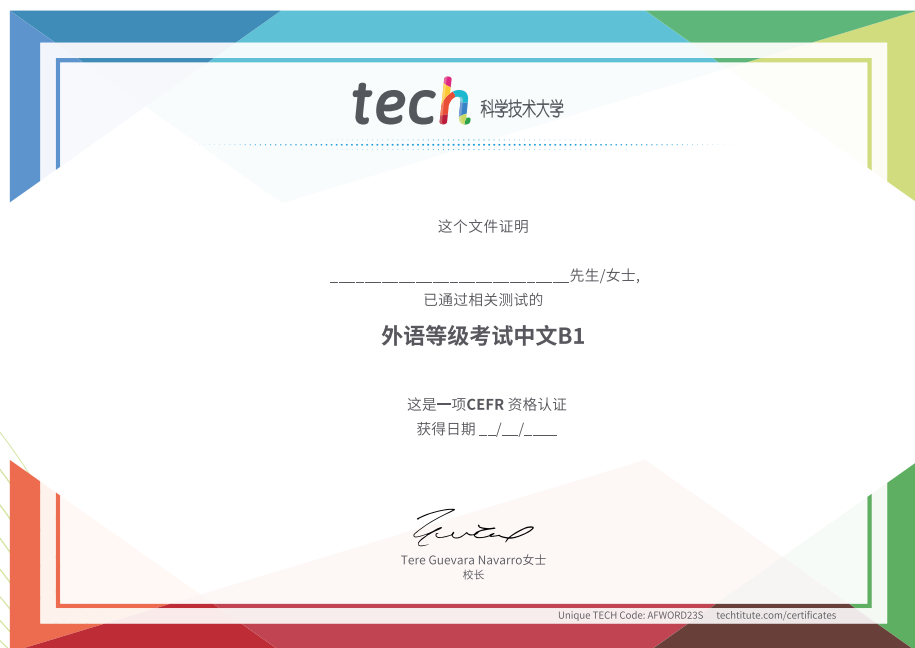 tech 科学技术大学
这个文件证明
____________________________先生/女士,
已通过相关测试的
外语等级考试中文B1
这是一项CEFR 资格认证
获得日期 __/__/____
Tere Guevara Navarro女士
校长
Unique TECH Code: AFWORD23S techtitute.com/certificates